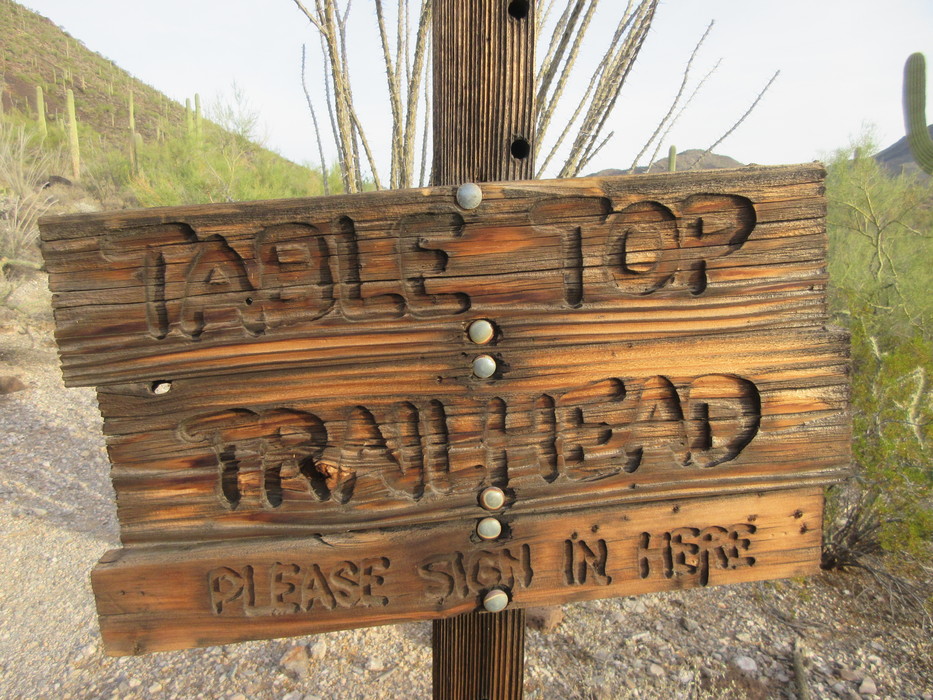 TABLE TOP
TRAILHEAD
PLEASE SIGN IN HERE